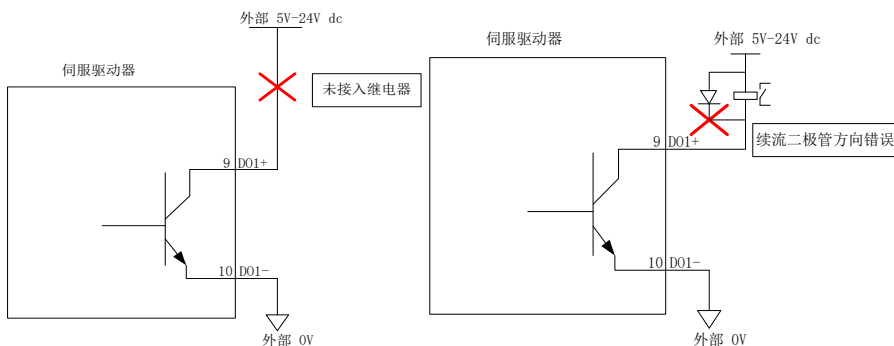 外部 5V-24V dc
伺服驱动器
未接入继电器
9 DO1+
10 DO1-
外部 0V
伺服驱动器
外部 5V-24V dc
续流二极管方向错误
9 DO1+
10 DO1-
外部 0V